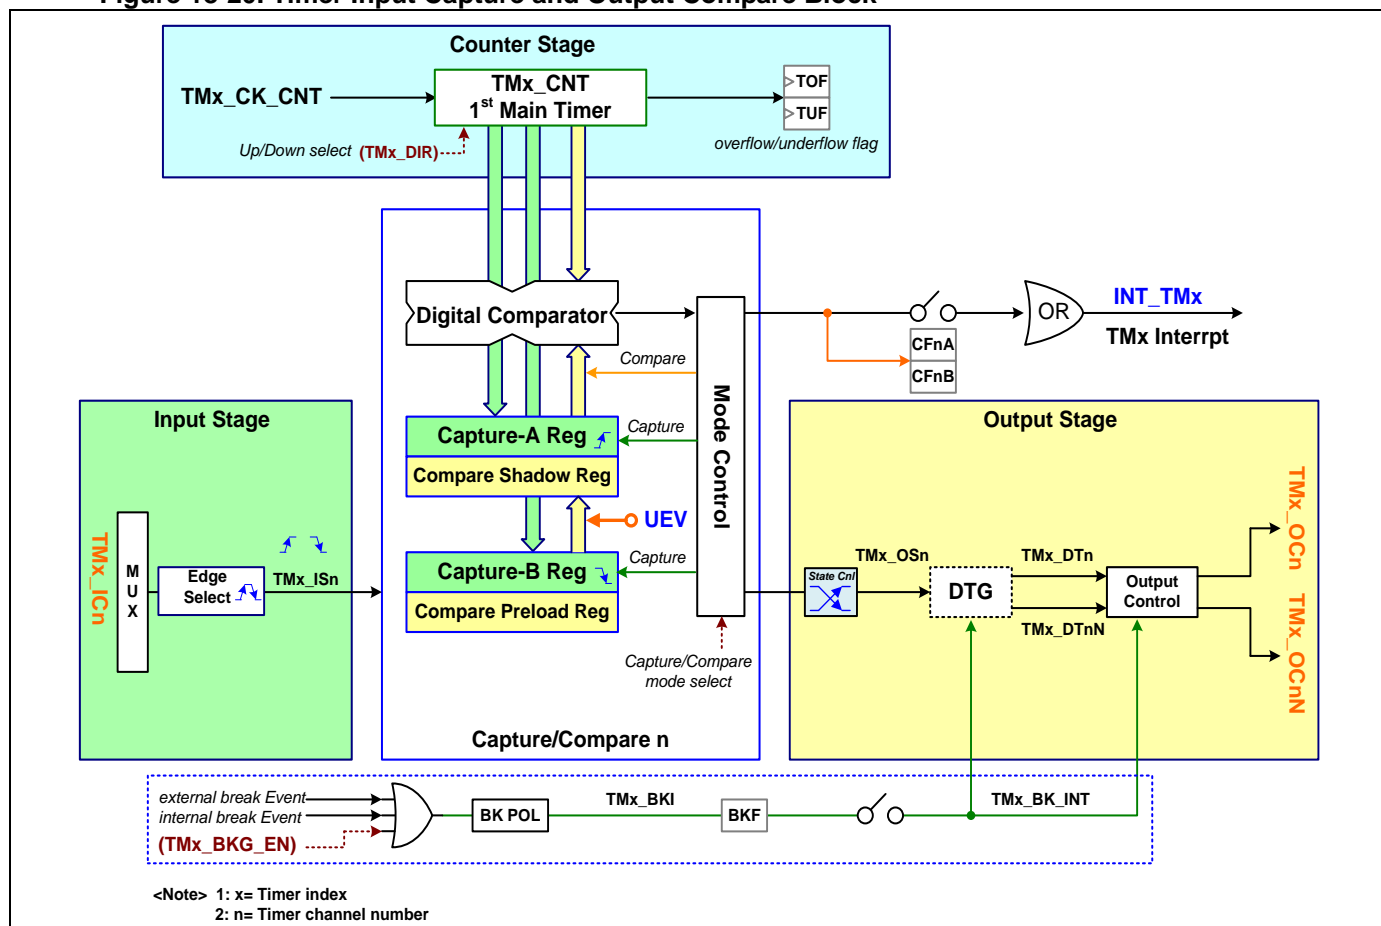 Counter Stage
TMx_CK_CNT
TMx_CNT
1st Main Timer
TOF
TUF
Up/Down select (TMx_DIR)
overflow/underflow flag
Digital Comparator
INT_TMx
OR
TMx Interrpt
CFnA
CFnB
Compare
Mode Control
Input Stage
Capture-A Reg
Capture
Compare Shadow Reg
UEV
Output Stage
TMx_ICn
MUX
Edge
Select
TMx_ISn
Capture-B Reg
Capture
Compare Preload Reg
TMx_OSn
State Cnl
DTG
TMx_DTn
TMx_DTnN
Output
Control
TMx_OCn
TMx_OCnN
Capture/Compare
mode select
Capture/Compare n
external break Event
internal break Event
(TMx_BKG_EN)
BK POL
TMx_BKI
BKF
TMx_BK_INT
<Note> 1: x= Timer index
2: n= Timer channel number